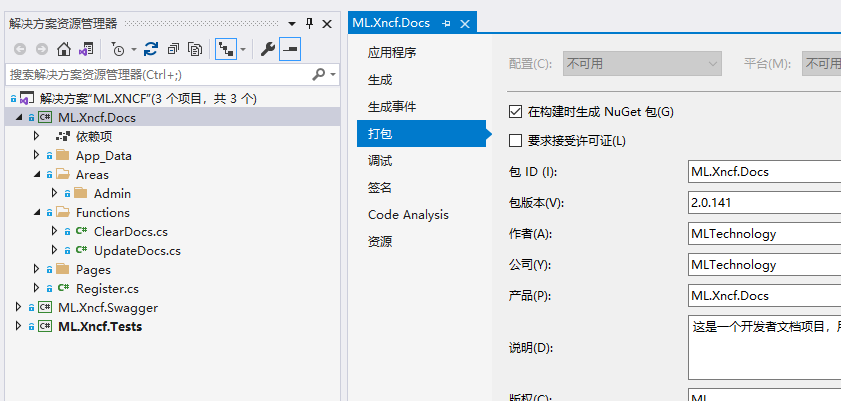 解决方案资源管理器
搜索解决方案资源管理器(Ctrl+;)
解决方案"ML.XNCF"(3 个项目，共 3 个)
ML.Xncf.Docs
依赖项
App_Data
Areas
Admin
Functions
ClearDocs.cs
UpdateDocs.cs
Pages
Register.cs
ML.Xncf.Swagger
ML.Xncf.Tests
ML.Xncf.Docs
应用程序
生成
生成事件
打包
调试
签名
Code Analysis
资源
配置(C): 不可用 平台(M): 不可用
在构建时生成 NuGet 包(G)
要求接受许可证(L)
包 ID (I): ML.Xncf.Docs
包版本(V): 2.0.141
作者(A): MLTechnology
公司(Y): MLTechnology
产品(P): ML.Xncf.Docs
说明(D): 这是一个开发者文档项目，
版权(C): ML